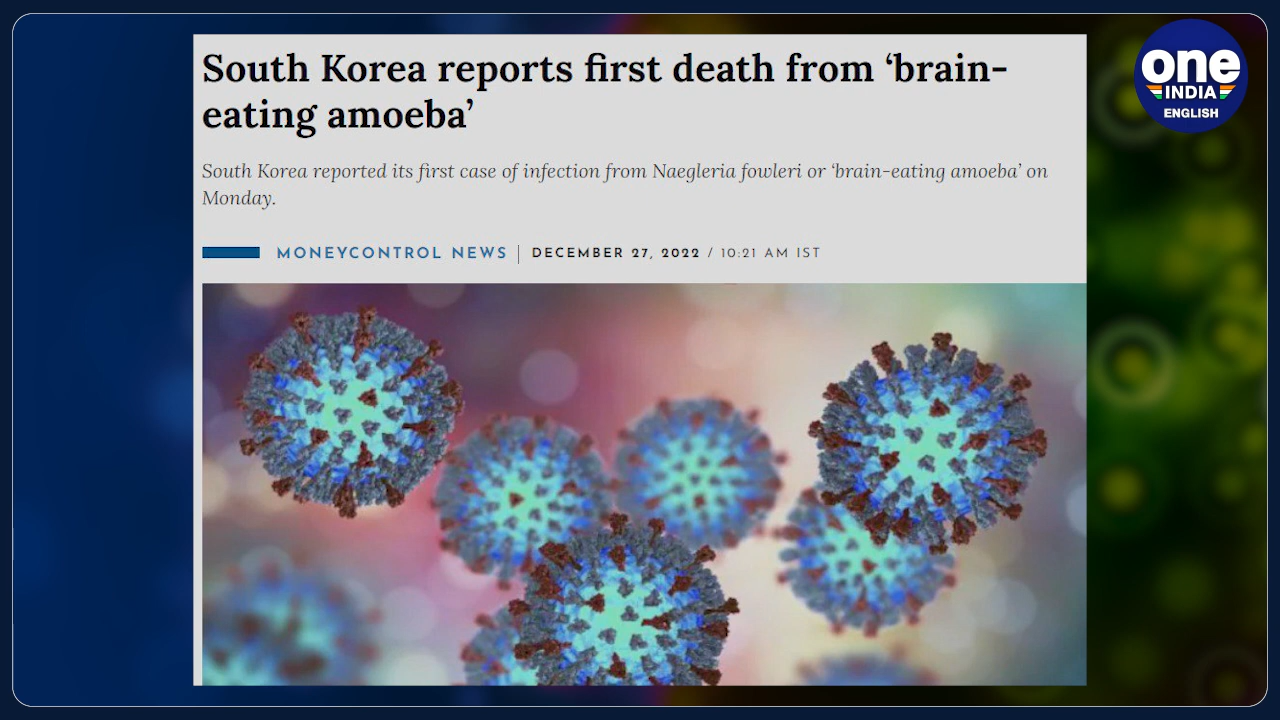 South Korea reports first death from ‘brain-
eating amoeba’
South Korea reported its first case of infection from Naegleria fowleri or ‘brain-eating amoeba’ on
Monday.
MONEYCONTROL NEWS | DECEMBER 27, 2022 / 10:21 AM IST
one
INDIA
ENGLISH